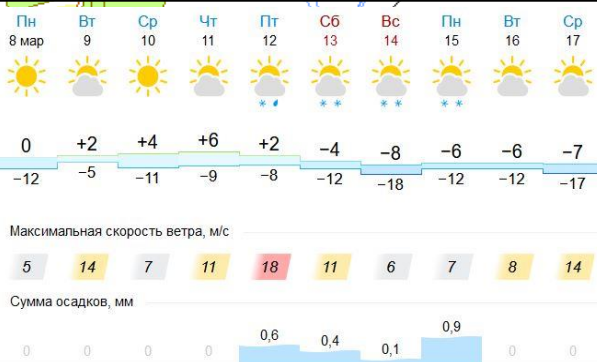 Пн Вт Ср Чт Пт Сб Вс Пн Вт Ср
8 мар 9 10 11 12 13 14 15 16 17
0 +2 +4 +6 +2 −4 −8 −6 −6 −7
−12 −5 −11 −9 −8 −12 −18 −12 −12 −17
Максимальная скорость ветра, м/с
5 14 7 11 18 11 6 7 8 14
Сумма осадков, мм
0 0 0 0 0,6 0,4 0,1 0,9 0 0